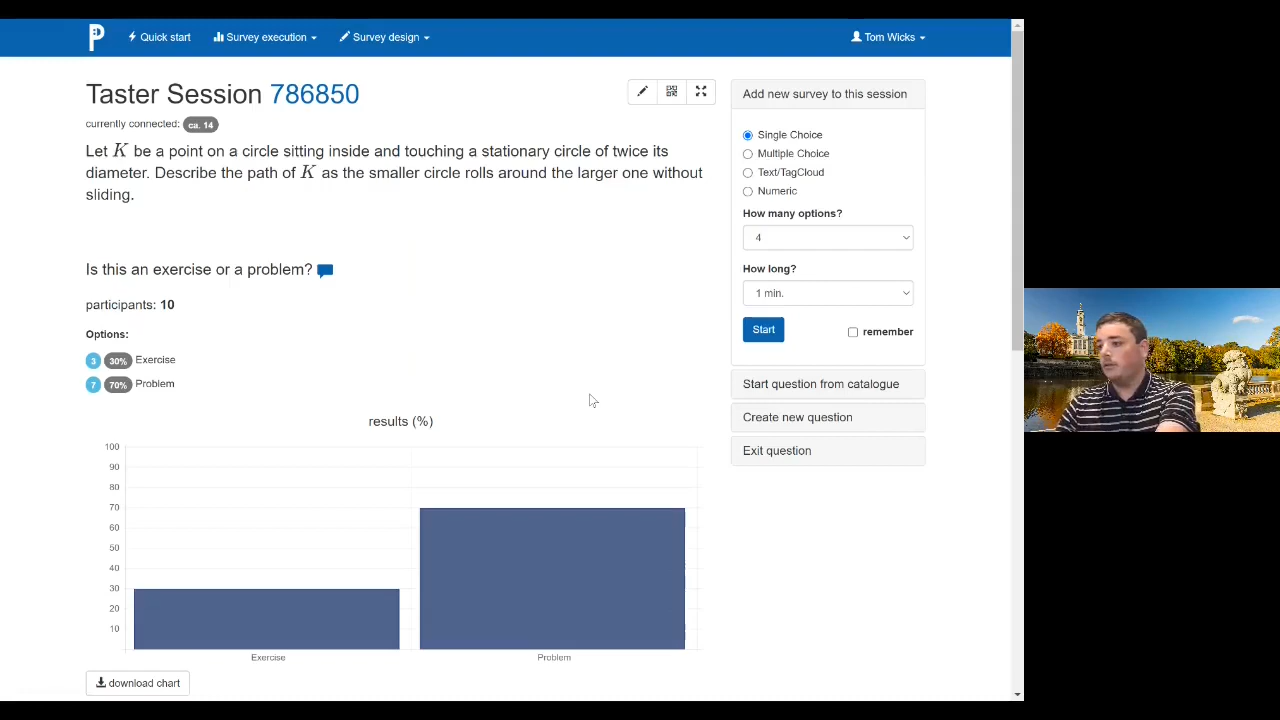 Quick start Survey execution Survey design Tom Wicks
Taster Session 786850
currently connected: ca. 14
Let K be a point on a circle sitting inside and touching a stationary circle of twice its
diameter. Describe the path of K as the smaller circle rolls around the larger one without
sliding.
Is this an exercise or a problem?
participants: 10
Options:
3 30% Exercise
7 70% Problem
results (%)
100
90
80
70
60
50
40
30
20
10
Exercise Problem
download chart
Add new survey to this session
Single Choice
Multiple Choice
Text/TagCloud
Numeric
How many options?
4
How long?
1 min.
Start remember
Start question from catalogue
Create new question
Exit question